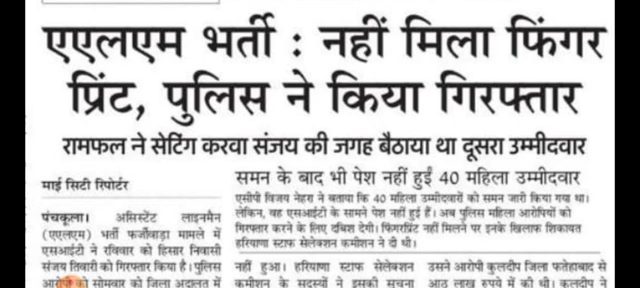 एएलएम भर्ती : नहीं मिला फिंगर
प्रिंट, पुलिस ने किया गिरफ्तार
रामफल ने सेटिंग करवा संजय की जगह बैठाया था दूसरा उम्मीदवार
माई सिटी रिपोर्टर
पंचकूला। असिस्टेंट लाइनमैन
(एएलएम) भर्ती फर्जीवाड़ा मामले में
एसआईटी ने रविवार को हिसार निवासी
संजय तिवारी को गिरफ्तार किया है। पुलिस
आरोपी को सोमवार को जिला अदालत में
समन के बाद भी पेश नहीं हुईं 40 महिला उम्मीदवार
एसीपी विजय नेहरा ने बताया कि 40 महिला उम्मीदवारों को समन जारी किया गया था।
लेकिन, वह एसआईटी के सामने पेश नहीं हुई हैं। अब पुलिस महिला आरोपियों को
गिरफ्तार करने के लिए दबिश देगी। फिंगरप्रिंट नहीं मिलने पर इनके खिलाफ शिकायत
हरियाणा स्टाफ सेलेक्शन कमीशन ने दी थी।
नहीं हुआ। हरियाणा स्टाफ सेलेक्शन
कमीशन के सदस्यों ने इसकी सूचना
उसने आरोपी कुलदीप जिला फतेहाबाद से
आठ लाख रुपये में की थी। कुलदीप ने